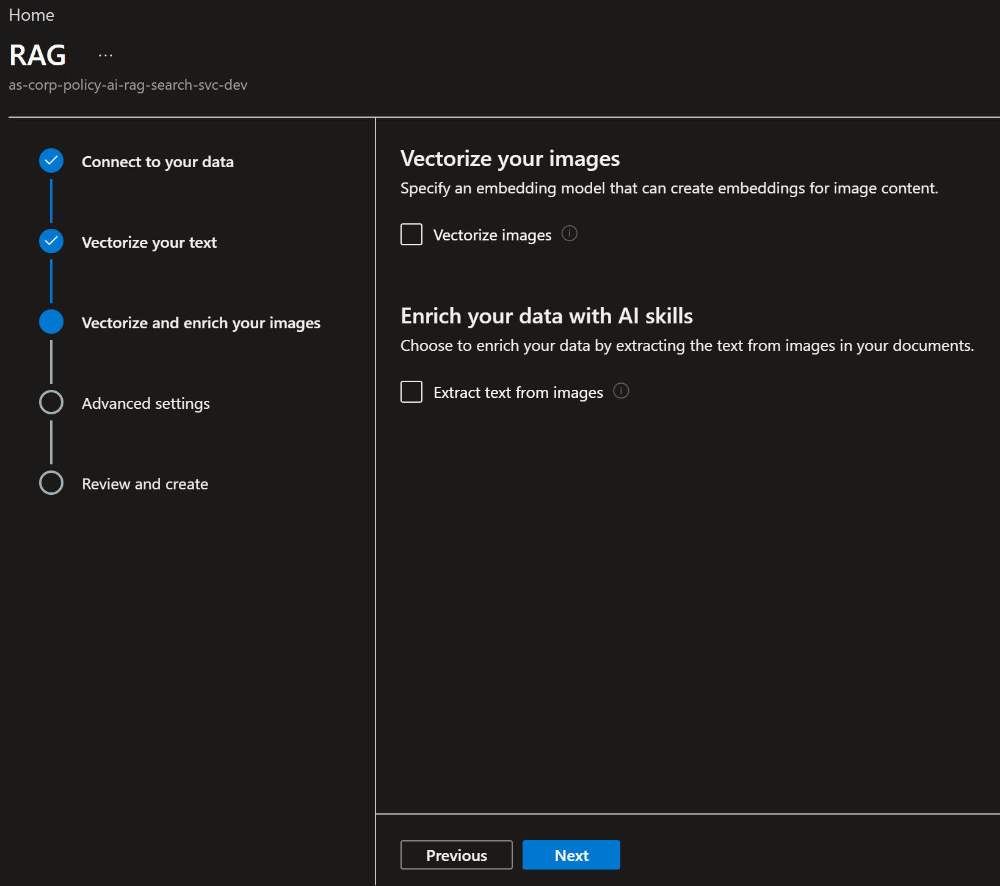 Home
RAG ...
as-corp-policy-ai-rag-search-svc-dev
Connect to your data
Vectorize your text
Vectorize and enrich your images
Advanced settings
Review and create
Vectorize your images
Specify an embedding model that can create embeddings for image content.
Vectorize images
Enrich your data with AI skills
Choose to enrich your data by extracting the text from images in your documents.
Extract text from images
Previous
Next